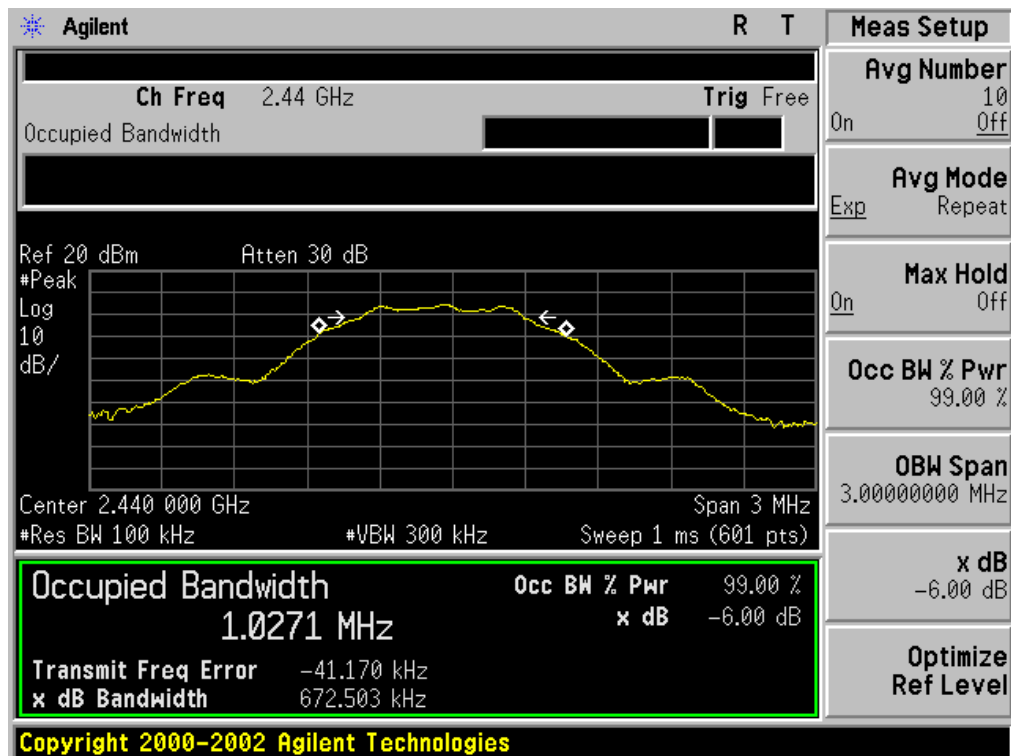 Agilent R T
Meas Setup
Ch Freq 2.44 GHz Trig Free
Occupied Bandwidth
Ref 20 dBm Atten 30 dB
#Peak
Log
10
dB/
Center 2.440 000 GHz Span 3 MHz
#Res BW 100 kHz #VBW 300 kHz Sweep 1 ms (601 pts)
Occupied Bandwidth Occ BW % Pwr 99.00 %
1.0271 MHz x dB -6.00 dB
Transmit Freq Error -41.170 kHz
x dB Bandwidth 672.503 kHz
Avg Number
10
On Off
Avg Mode
Exp Repeat
Max Hold
On Off
Occ BW % Pwr
99.00 %
OBW Span
3.00000000 MHz
x dB
-6.00 dB
Optimize
Ref Level
Copyright 2000-2002 Agilent Technologies